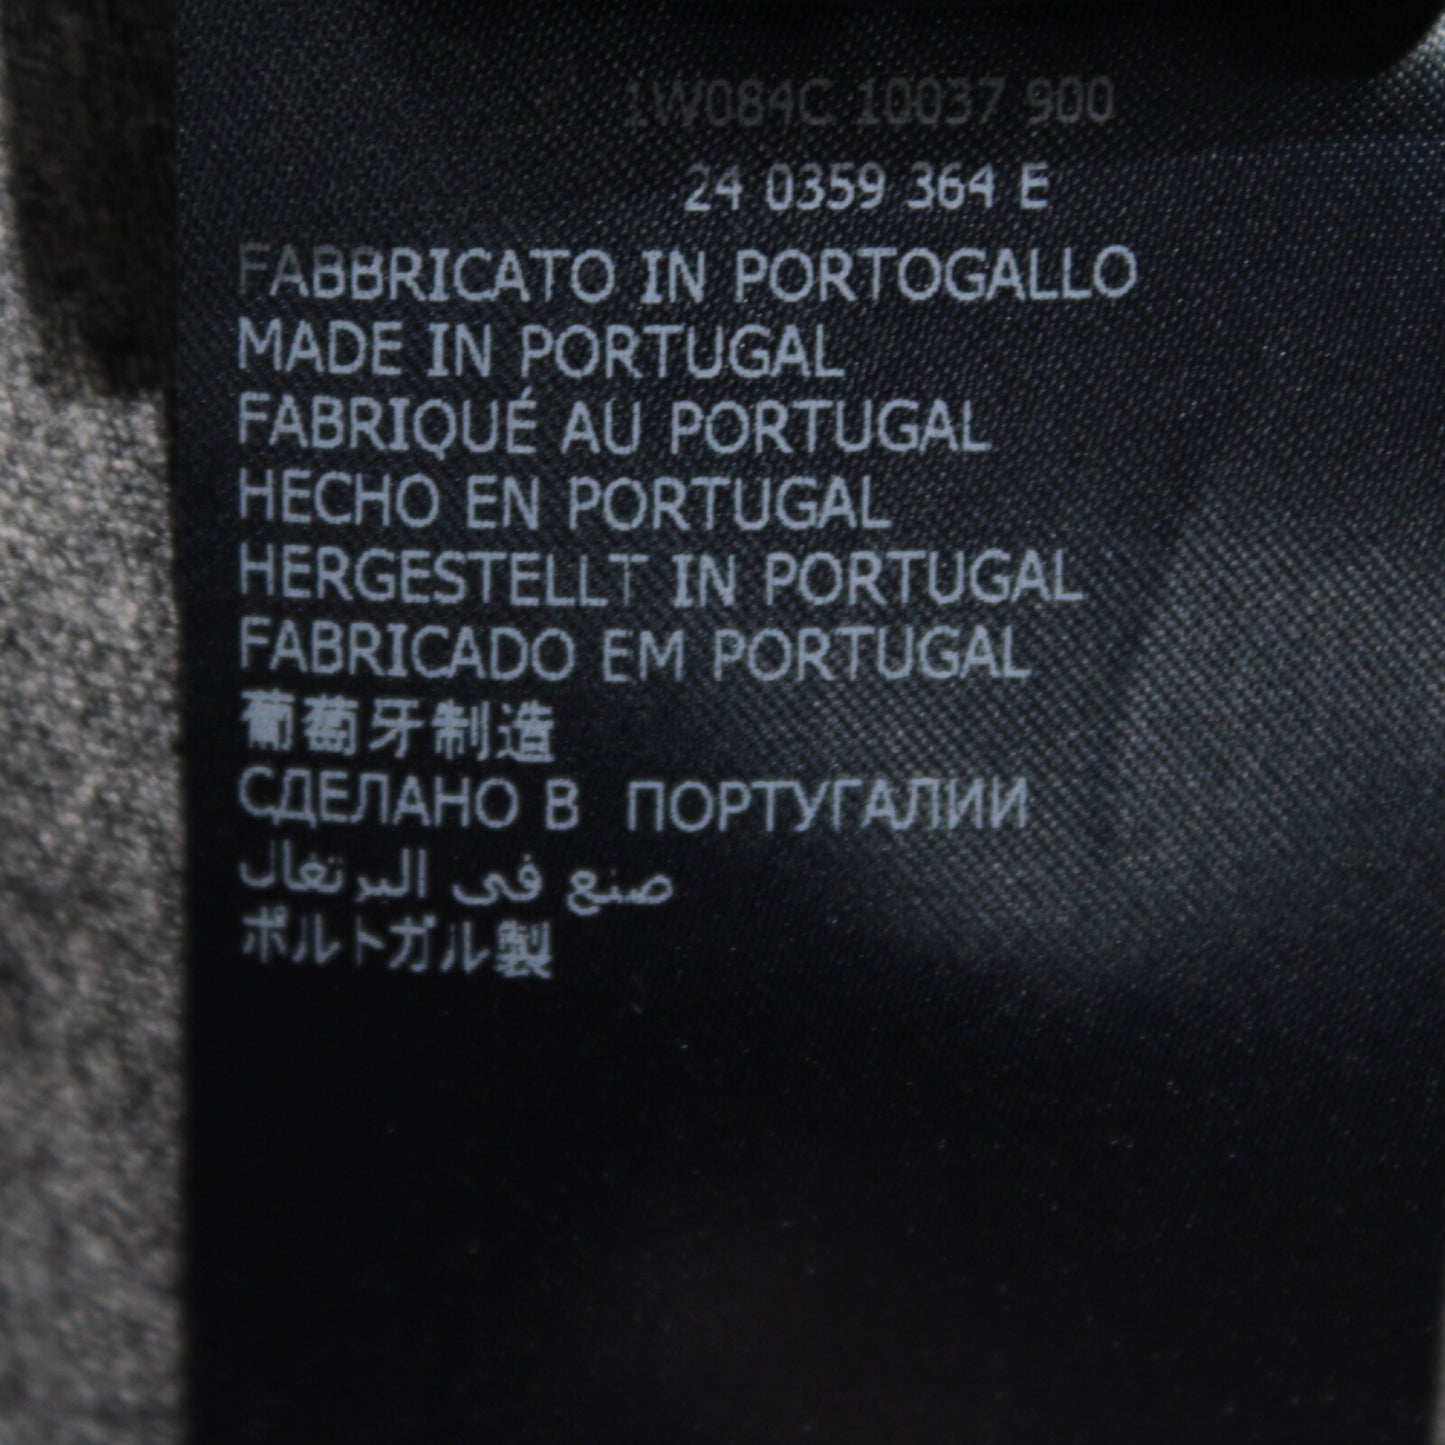 1W084C 10037 900
24 0359 364 E
FABBRICATO IN PORTOGALLO
MADE IN PORTUGAL
FABRIQUÉ AU PORTUGAL
HECHO EN PORTUGAL
HERGESTELLT IN PORTUGAL
FABRICADO EM PORTUGAL
葡萄牙制造
СДЕЛАНО В ПОРТУГАЛИИ
صنع في البرتغال
ポルトガル製